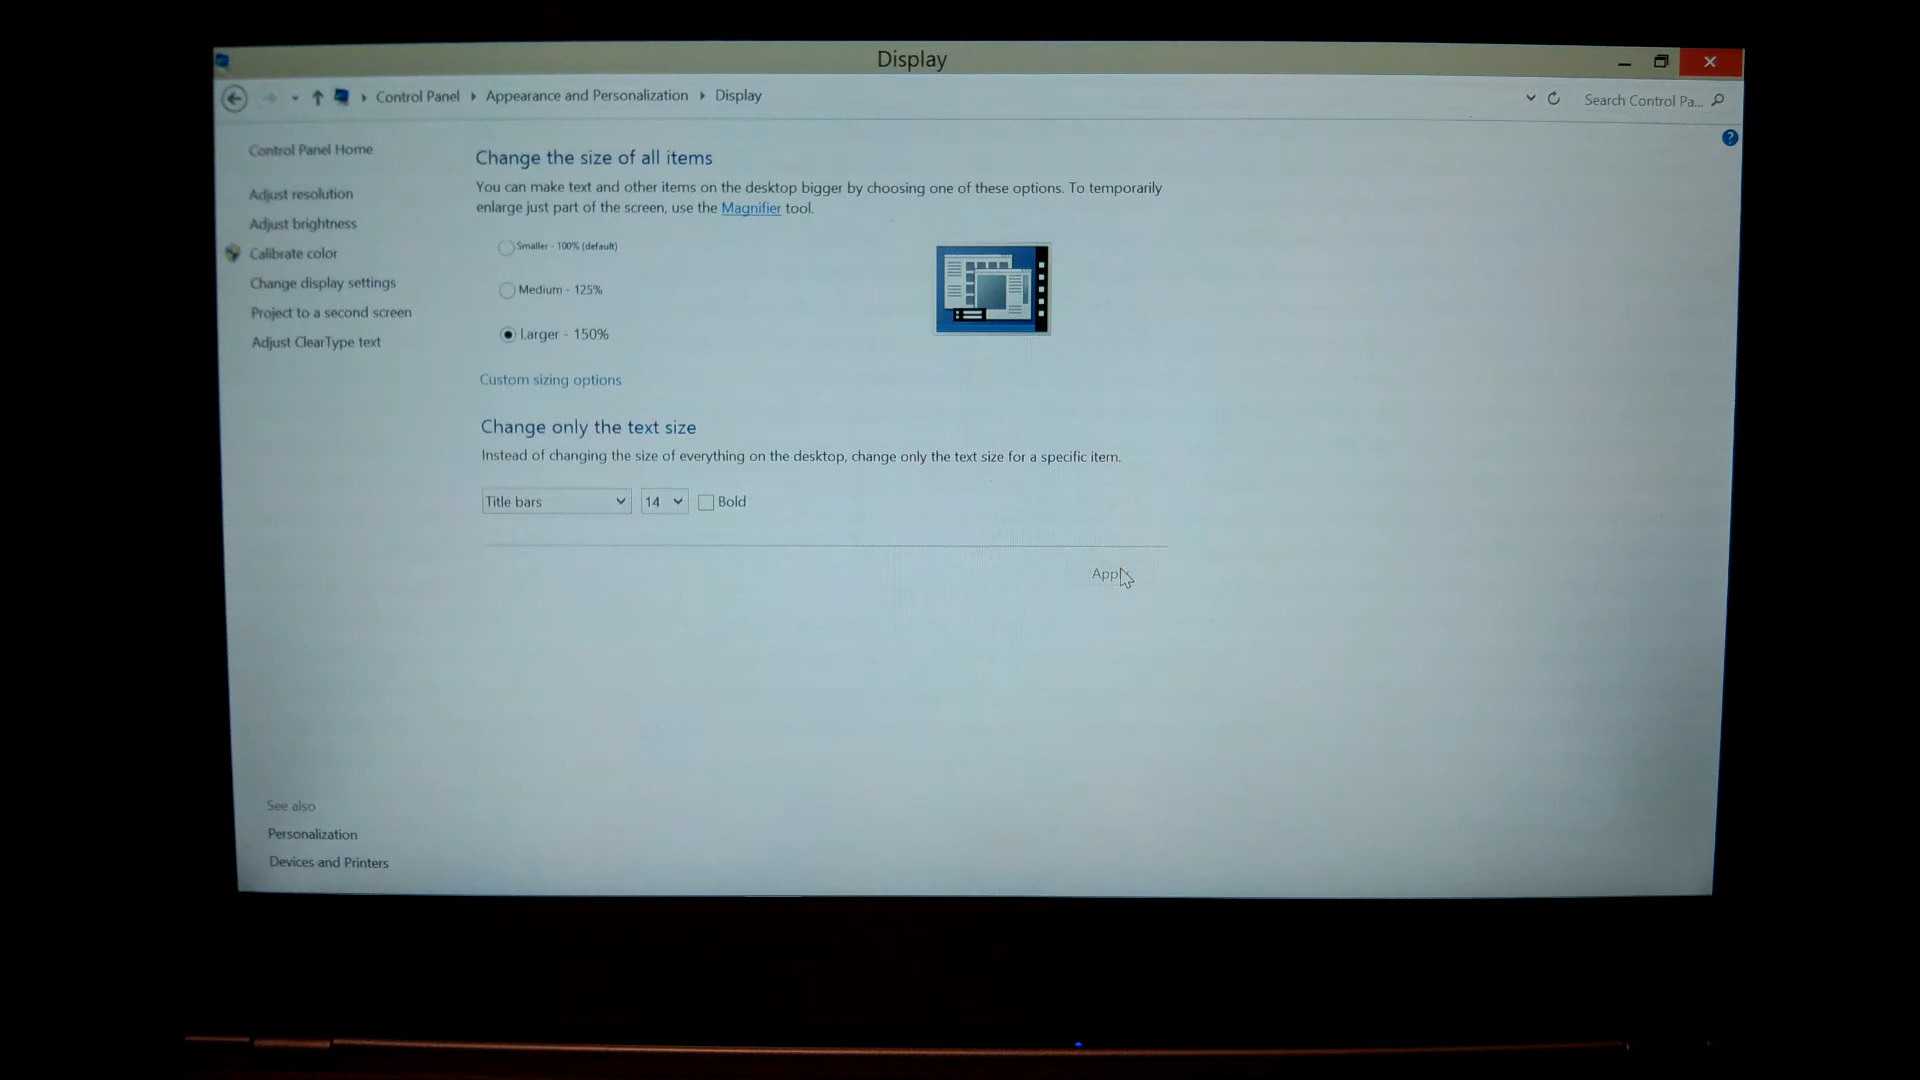 Display
Control Panel Appearance and Personalization Display
Search Control Pa...
?
Control Panel Home
Adjust resolution
Adjust brightness
Calibrate color
Change display settings
Project to a second screen
Adjust ClearType text
Change the size of all items
You can make text and other items on the desktop bigger by choosing one of these options. To temporarily
enlarge just part of the screen, use the Magnifier tool.
Smaller - 100% (default)
Medium - 125%
Larger - 150%
Custom sizing options
Change only the text size
Instead of changing the size of everything on the desktop, change only the text size for a specific item.
Title bars 14 Bold
Apply
See also
Personalization
Devices and Printers